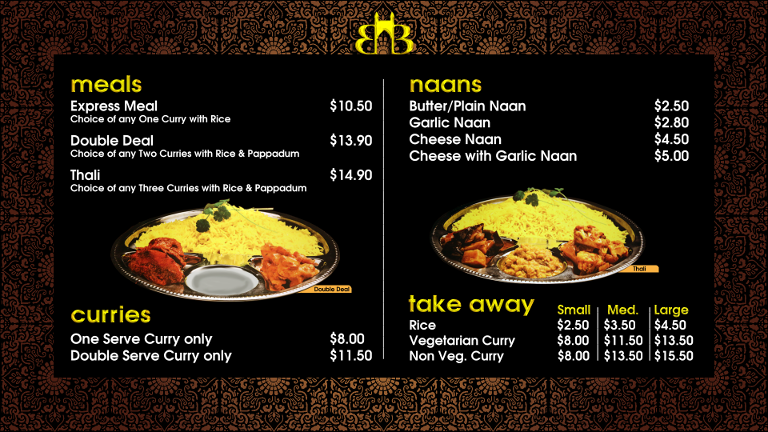 meals
Express Meal $10.50
Choice of any One Curry with Rice
Double Deal $13.90
Choice of any Two Curries with Rice & Pappadum
Thali $14.90
Choice of any Three Curries with Rice & Pappadum
Double Deal
curries
One Serve Curry only $8.00
Double Serve Curry only $11.50
naans
Butter/Plain Naan $2.50
Garlic Naan $2.80
Cheese Naan $4.50
Cheese with Garlic Naan $5.00
Thali
take away Small Med. Large
Rice $2.50 $3.50 $4.50
Vegetarian Curry $8.00 $11.50 $13.50
Non Veg. Curry $8.00 $13.50 $15.50